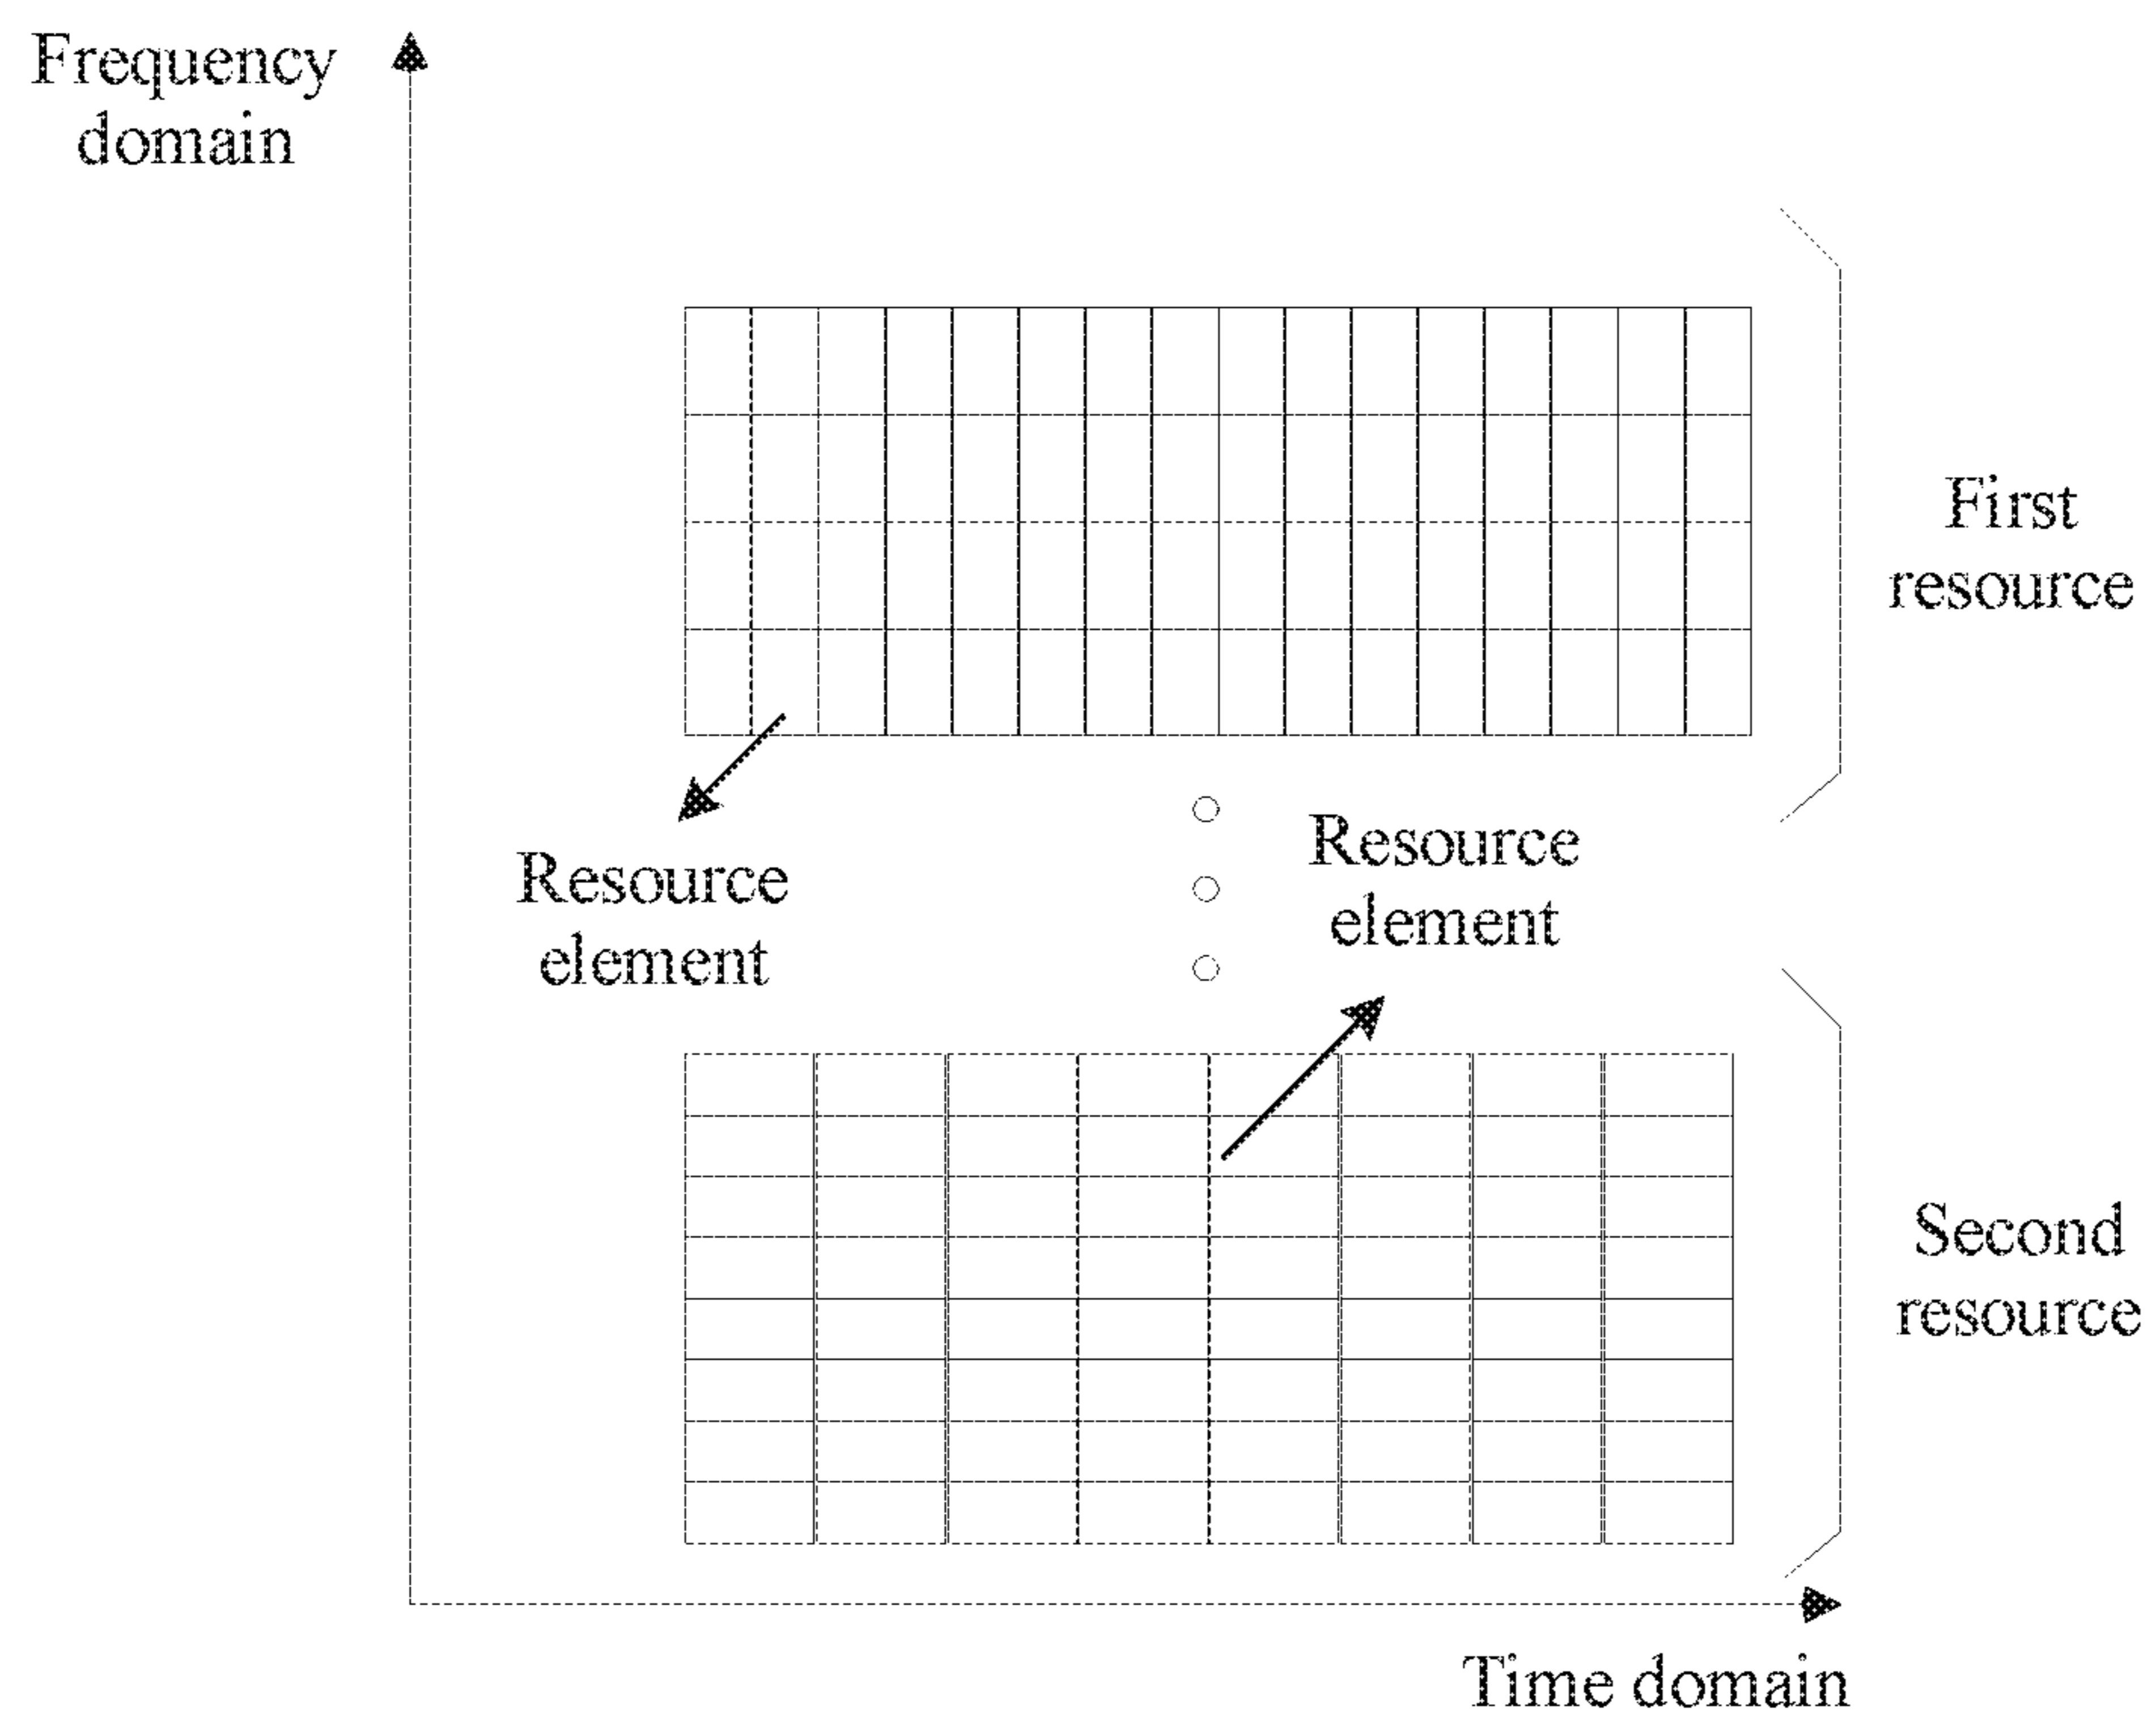 Frequency
domain
First
resource
Resource
element
Resource
element
Second
resource
Time domain